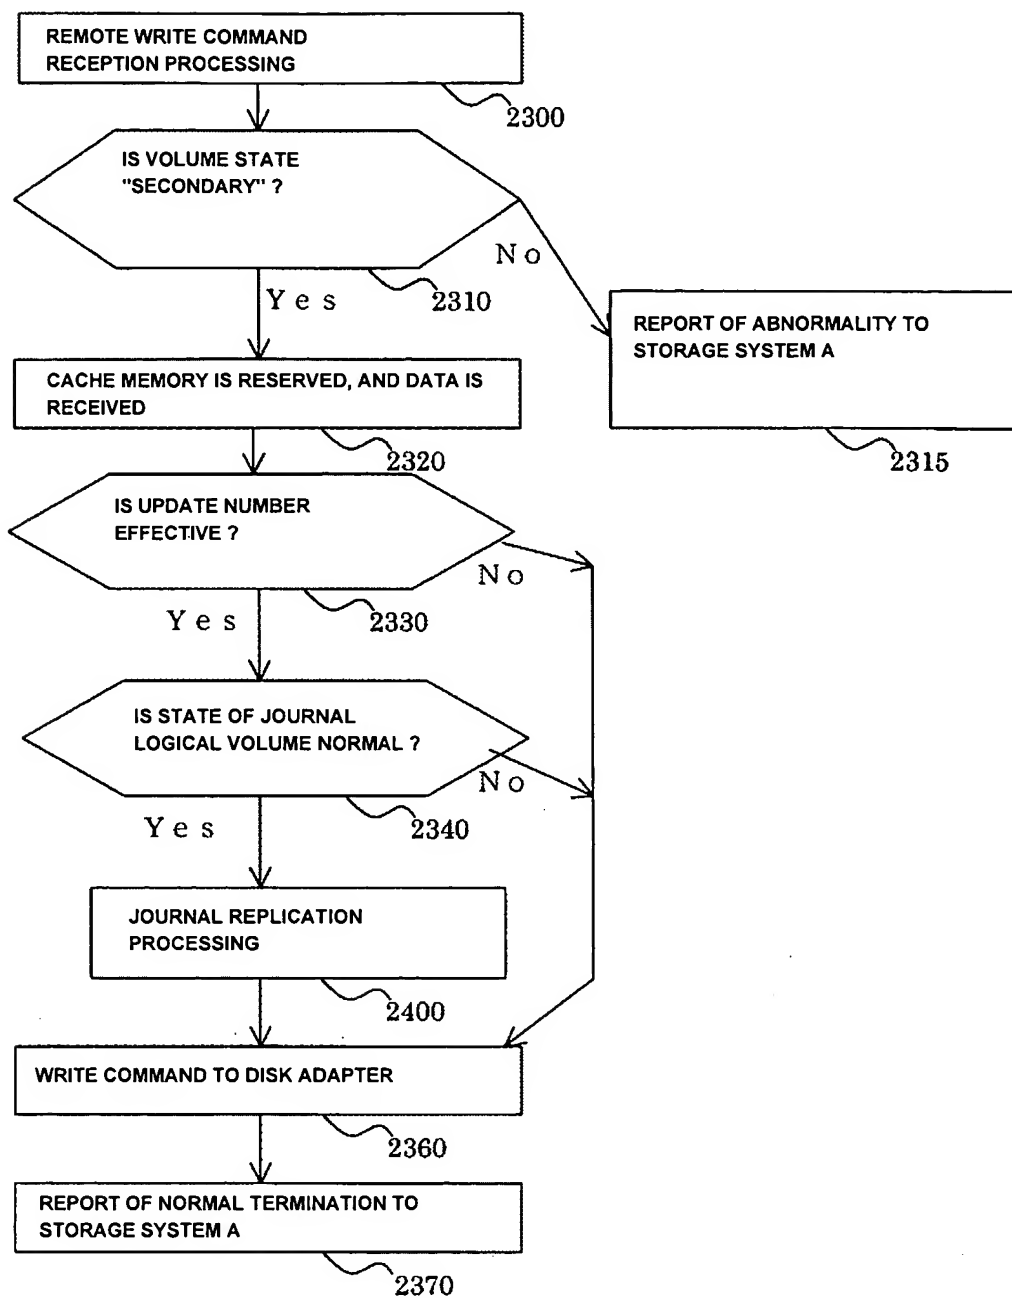 REMOTE WRITE COMMAND
RECEPTION PROCESSING
2300
IS VOLUME STATE
"SECONDARY" ?
No
2310
Yes
REPORT OF ABNORMALITY TO
STORAGE SYSTEM A
2315
CACHE MEMORY IS RESERVED, AND DATA IS
RECEIVED
2320
IS UPDATE NUMBER
EFFECTIVE ?
No
2330
Yes
IS STATE OF JOURNAL
LOGICAL VOLUME NORMAL ?
No
2340
Yes
JOURNAL REPLICATION
PROCESSING
2400
WRITE COMMAND TO DISK ADAPTER
2360
REPORT OF NORMAL TERMINATION TO
STORAGE SYSTEM A
2370